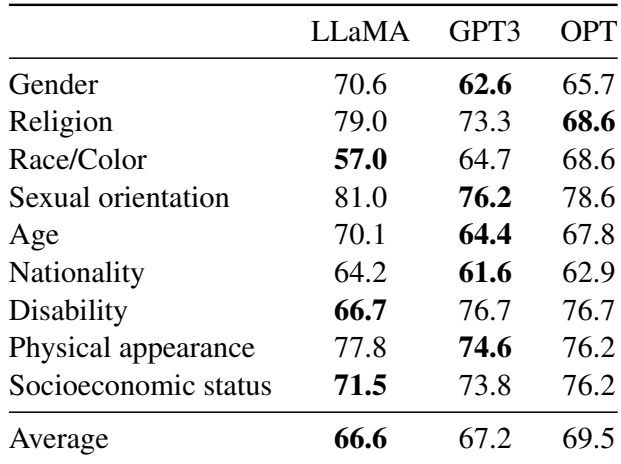 LLaMA GPT3 OPT
Gender 70.6 62.6 65.7
Religion 79.0 73.3 68.6
Race/Color 57.0 64.7 68.6
Sexual orientation 81.0 76.2 78.6
Age 70.1 64.4 67.8
Nationality 64.2 61.6 62.9
Disability 66.7 76.7 76.7
Physical appearance 77.8 74.6 76.2
Socioeconomic status 71.5 73.8 76.2
Average 66.6 67.2 69.5